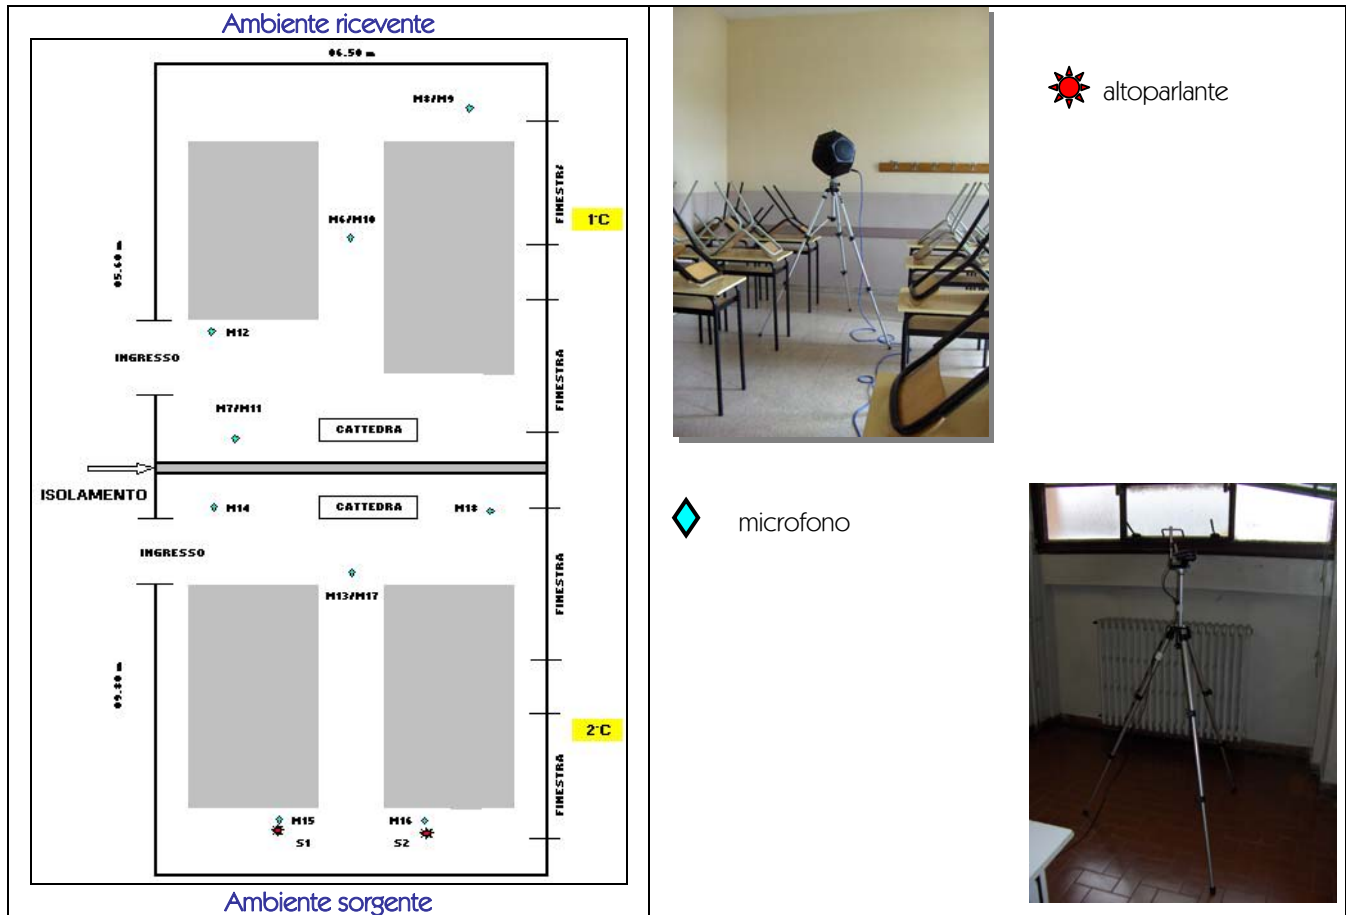 Ambiente ricevente
06.50 m
M8/M9
FINESTRA
M6/M10
1°C
05.60 m
M12
INGRESSO
FINESTRA
M7/M11
CATTEDRA
ISOLAMENTO
M14
CATTEDRA
M18
INGRESSO
FINESTRA
M13/M17
09.80 m
2°C
FINESTRA
M15
M16
S1
S2
Ambiente sorgente
altoparlante
microfono